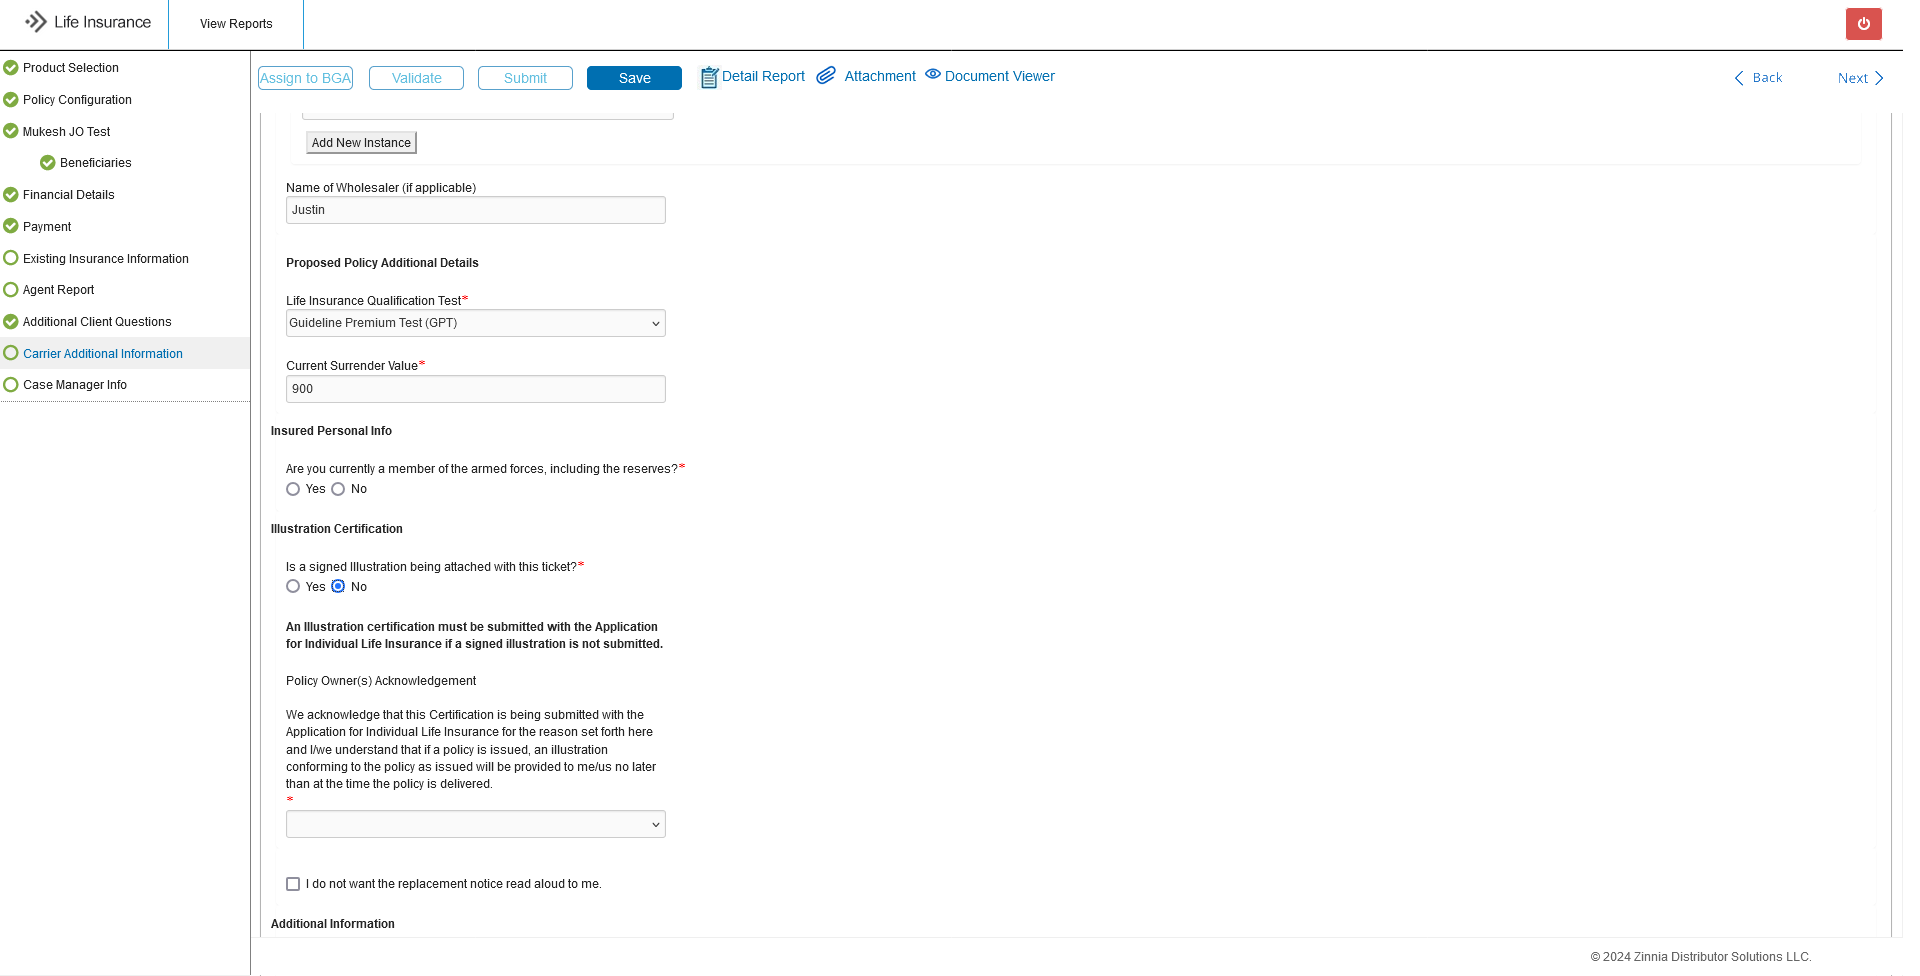 Life Insurance
View Reports
Product Selection
Policy Configuration
Mukesh JO Test
Beneficiaries
Financial Details
Payment
Existing Insurance Information
Agent Report
Additional Client Questions
Carrier Additional Information
Case Manager Info
Assign to BGA
Validate
Submit
Save
Detail Report
Attachment
Document Viewer
Back
Next
Add New Instance
Name of Wholesaler (if applicable)
Justin
Proposed Policy Additional Details
Life Insurance Qualification Test*
Guideline Premium Test (GPT)
Current Surrender Value*
900
Insured Personal Info
Are you currently a member of the armed forces, including the reserves?*
Yes No
Illustration Certification
Is a signed Illustration being attached with this ticket?*
Yes No
An Illustration certification must be submitted with the Application
for Individual Life Insurance if a signed illustration is not submitted.
Policy Owner(s) Acknowledgement
We acknowledge that this Certification is being submitted with the
Application for Individual Life Insurance for the reason set forth here
and I/we understand that if a policy is issued, an illustration
conforming to the policy as issued will be provided to me/us no later
than at the time the policy is delivered.
*
I do not want the replacement notice read aloud to me.
Additional Information
© 2024 Zinnia Distributor Solutions LLC.